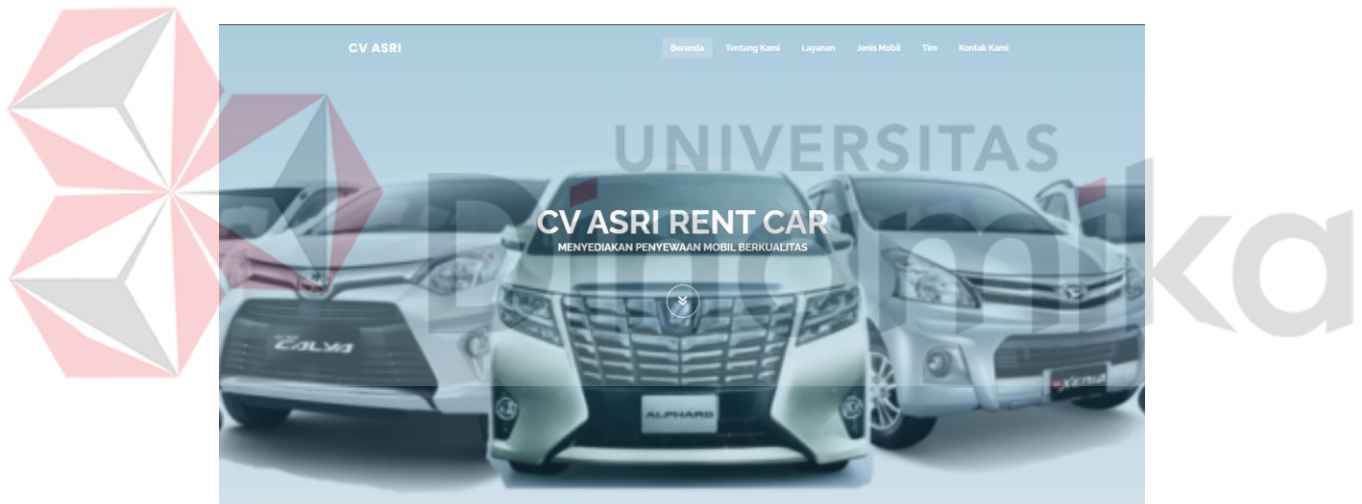 CV ASRI
Beranda Tentang Kami Layanan Jenis Mobil Tim Kontak Kami
UNIVERSITAS
Dinamika
CV ASRI RENT CAR
MENYEDIAKAN PENYEWAAN MOBIL BERKUALITAS
CALYA
ALPHARD
XENIA